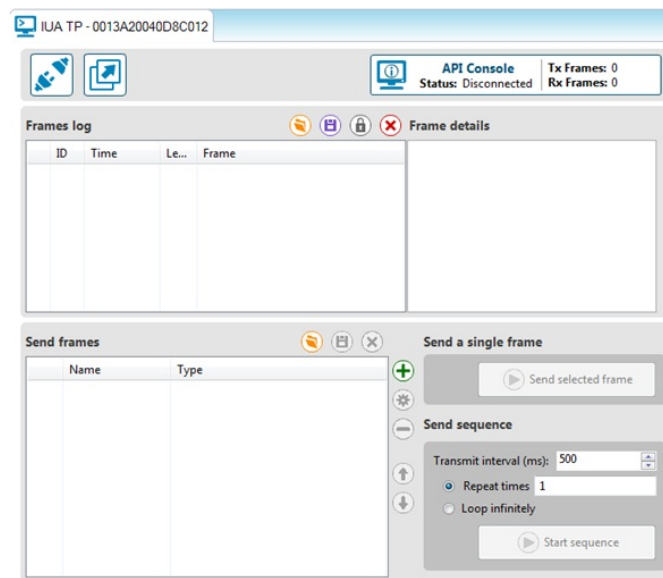 IUA TP - 0013A20040D8C012
API Console
Status: Disconnected
Tx Frames: 0
Rx Frames: 0
Frames log
Frame details
ID Time Le... Frame
Send frames
Name Type
Send a single frame
Send selected frame
Send sequence
Transmit interval (ms): 500
Repeat times 1
Loop infinitely
Start sequence